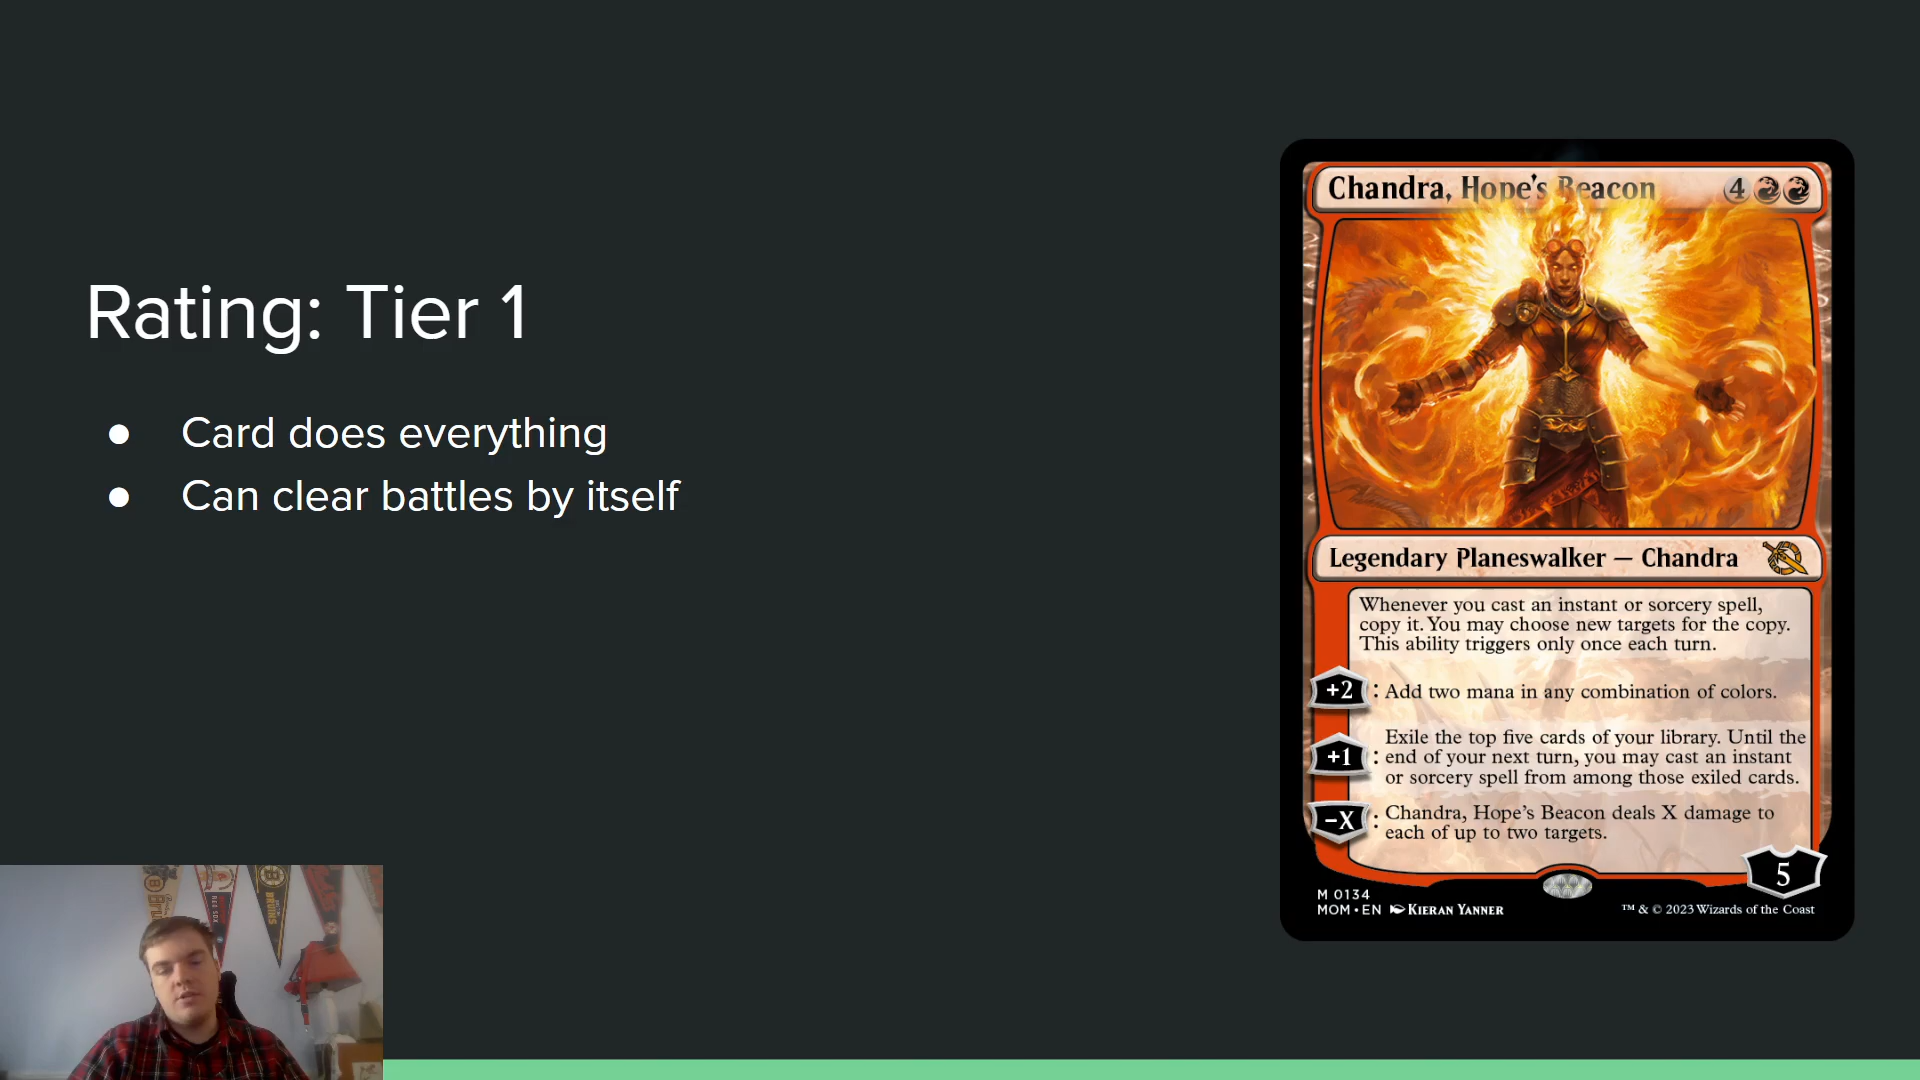 Rating: Tier 1
● Card does everything
● Can clear battles by itself
Chandra, Hope's Beacon 4
Legendary Planeswalker — Chandra
Whenever you cast an instant or sorcery spell,
copy it. You may choose new targets for the copy.
This ability triggers only once each turn.
+2 : Add two mana in any combination of colors.
Exile the top five cards of your library. Until the
+1 : end of your next turn, you may cast an instant
or sorcery spell from among those exiled cards.
−X : Chandra, Hope's Beacon deals X damage to
each of up to two targets.
5
M 0134
MOM • EN KIERAN YANNER
™ & © 2023 Wizards of the Coast
RED SOX
BRUINS